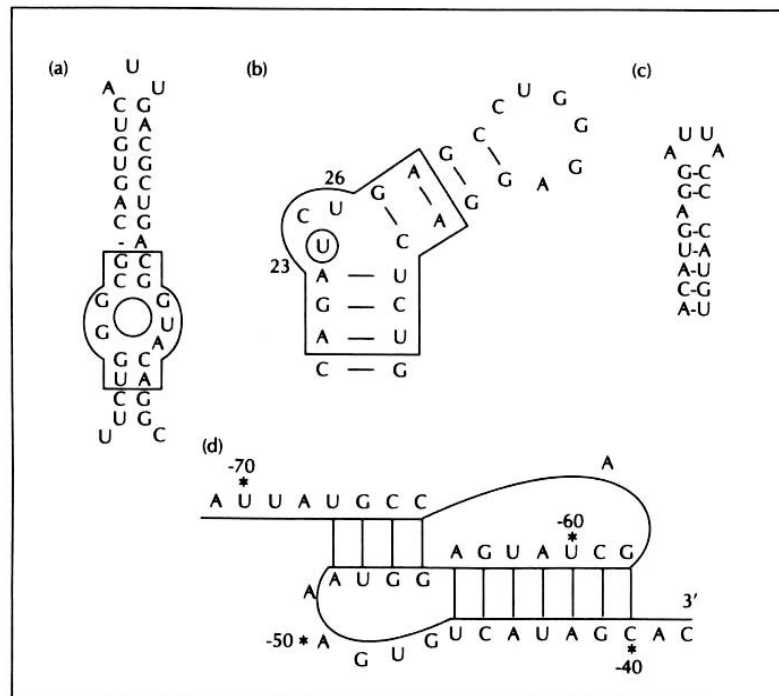 (a)
U
A U
C G
U A
G C
U G
G C
A U
C G
- A
G C
C G
G G
U
G A
G C
U A
C G
U G
U C
(b)
U
C G
C G
G G
A
G
G
A
A
G
26
U
C
U
23
C
A — U
G — C
A — U
C — G
(c)
U U
A A
G-C
G-C
A
G-C
U-A
A-U
C-G
A-U
(d)
-70
*
A U U A U G C C
A
-60
*
A G U A U C G
A A U G G
3'
-50 * A G U G U C U A G A C A C
*
-40